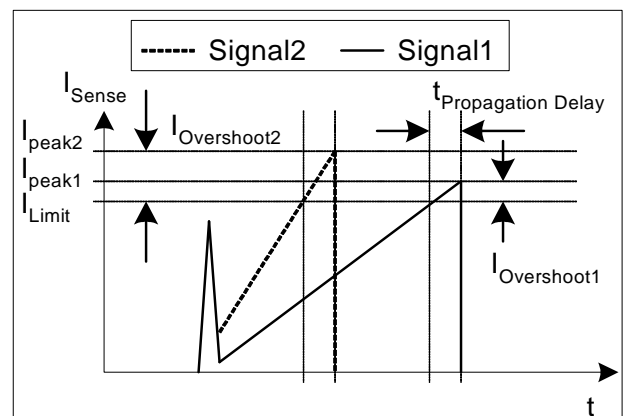 Signal2 Signal1
I_Sense
t_Propagation Delay
I_peak2
I_Overshoot2
I_peak1
I_Limit
I_Overshoot1
t